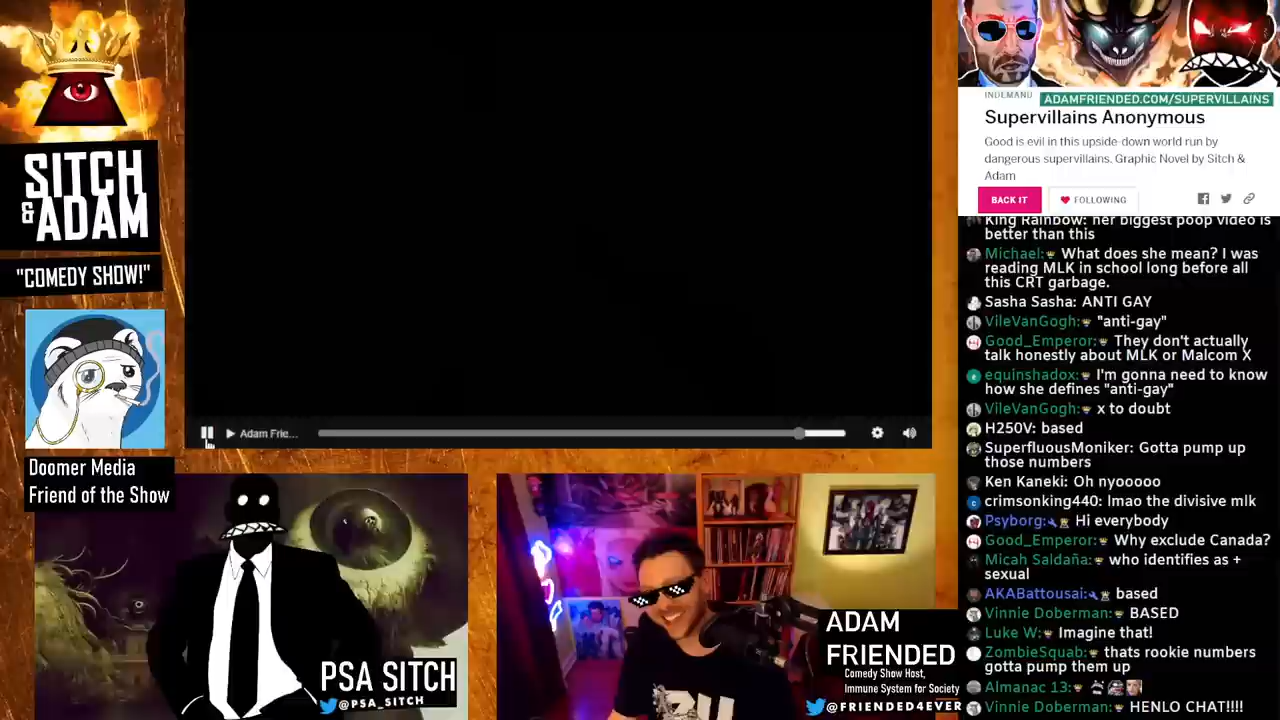 SITCH
& ADAM
"COMEDY SHOW!"
Doomer Media
Friend of the Show
Adam Frie...
PSA SITCH
@PSA_SITCH
ADAM
FRIENDED
Comedy Show Host,
Immune System for Society
@FRIENDED4EVER
INDEMAND
ADAMFRIENDED.COM/SUPERVILLAINS
Supervillains Anonymous
Good is evil in this upside-down world run by
dangerous supervillains. Graphic Novel by Sitch &
Adam
BACK IT
FOLLOWING
King Rainbow: her biggest poop video is
better than this
Michael: What does she mean? I was
reading MLK in school long before all
this CRT garbage.
Sasha Sasha: ANTI GAY
VileVanGogh: "anti-gay"
Good_Emperor: They don't actually
talk honestly about MLK or Malcom X
equinshadox: I'm gonna need to know
how she defines "anti-gay"
VileVanGogh: x to doubt
H250V: based
SuperfluousMoniker: Gotta pump up
those numbers
Ken Kaneki: Oh nyooooo
crimsonking440: lmao the divisive mlk
Psyborg: Hi everybody
Good_Emperor: Why exclude Canada?
Micah Saldaña: who identifies as +
sexual
AKABattousai: based
Vinnie Doberman: BASED
Luke W: Imagine that!
ZombieSquab: thats rookie numbers
gotta pump them up
Almanac 13:
Vinnie Doberman: HENLO CHAT!!!!